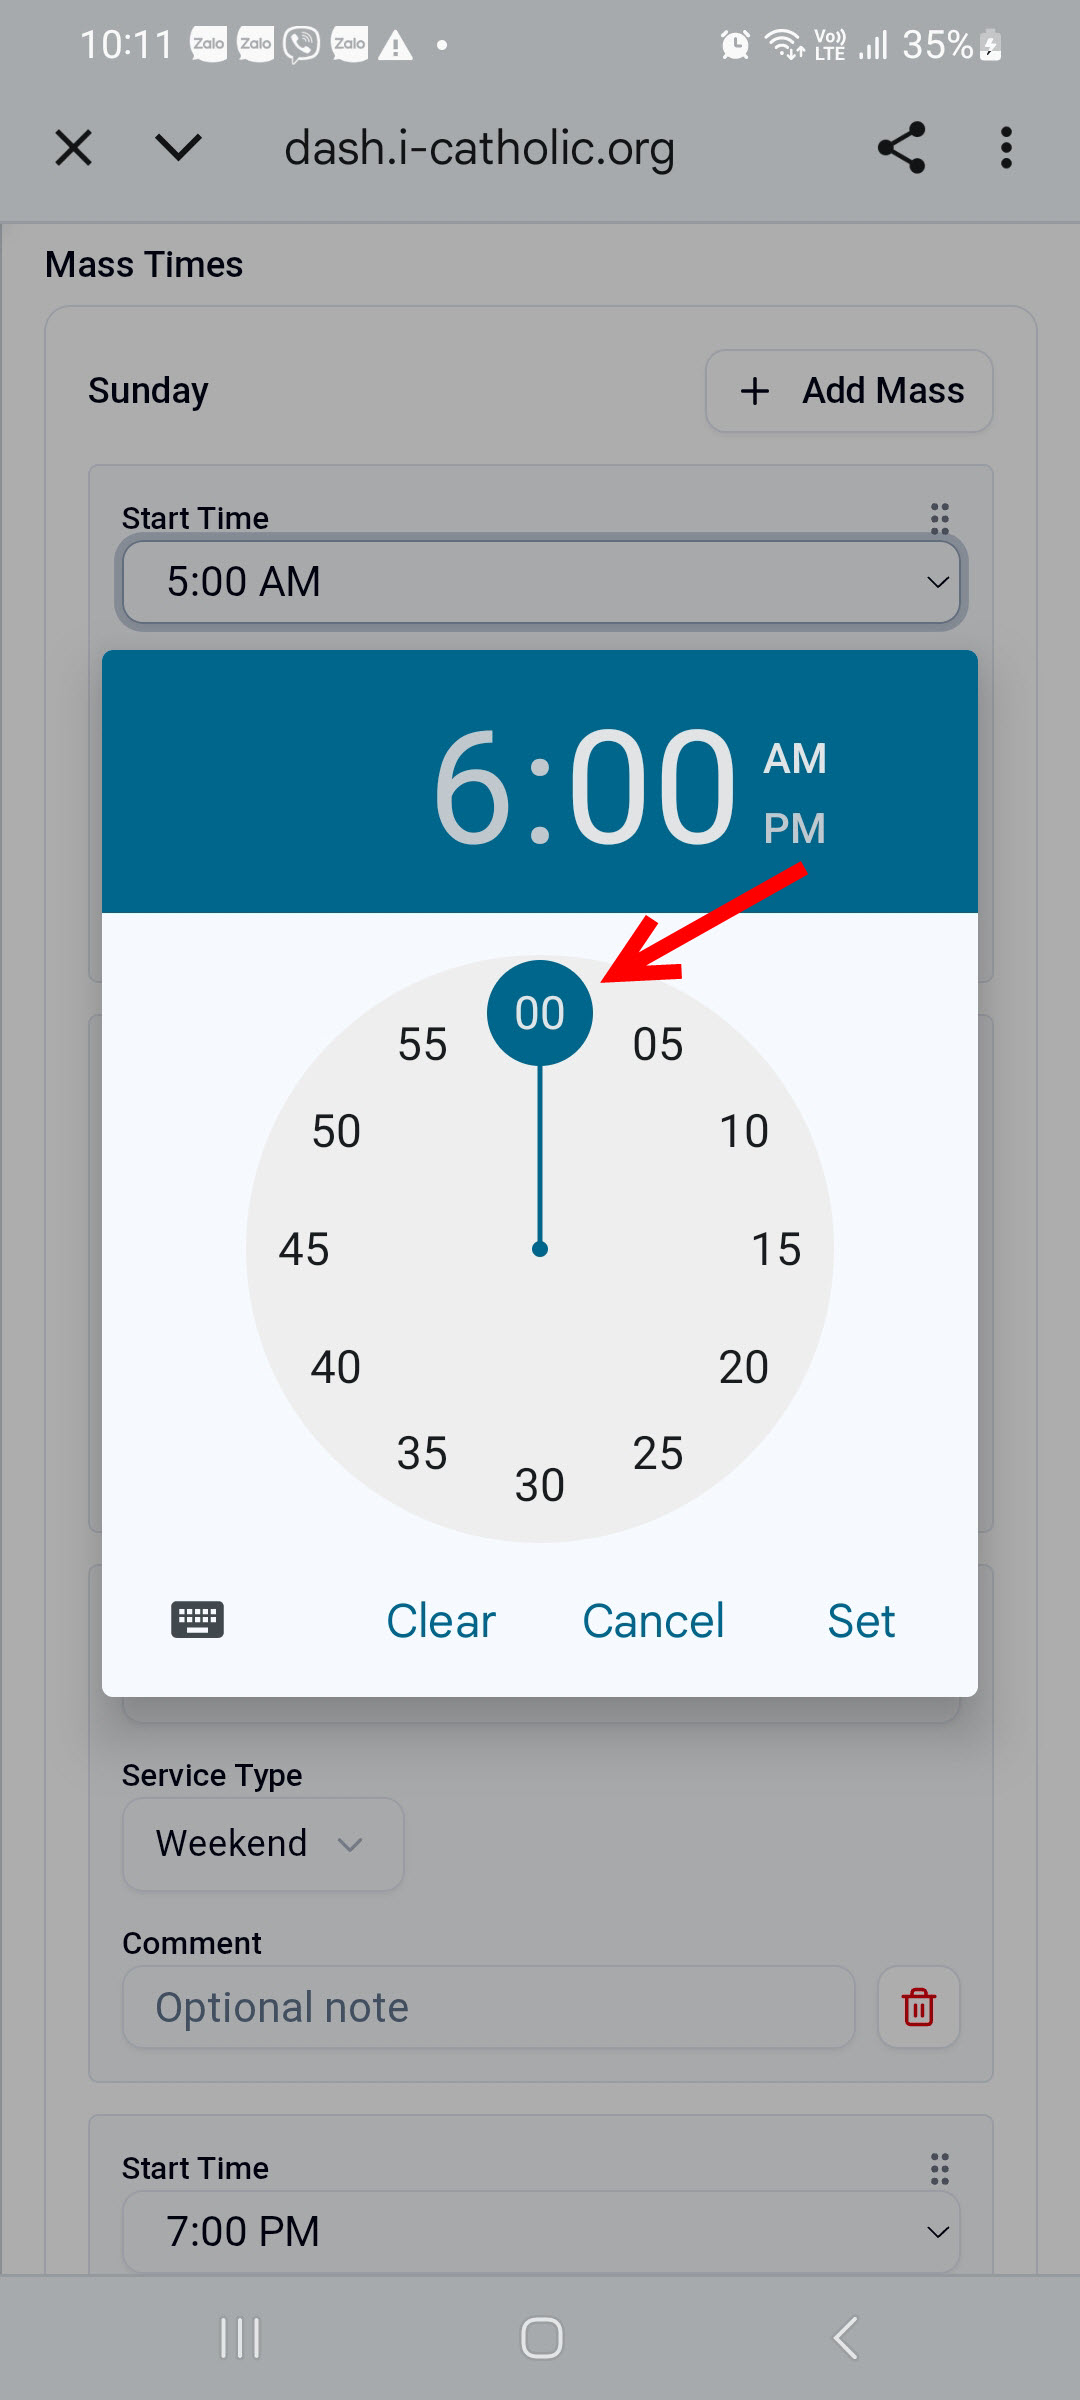 10:11 Zalo Zalo Zalo Vo)) LTE 35%
dash.i-catholic.org
Mass Times
Sunday
+ Add Mass
Start Time
5:00 AM
6:00
AM
PM
00
55
05
50
10
45
15
40
20
35
25
30
Clear Cancel Set
Service Type
Weekend
Comment
Optional note
Start Time
7:00 PM